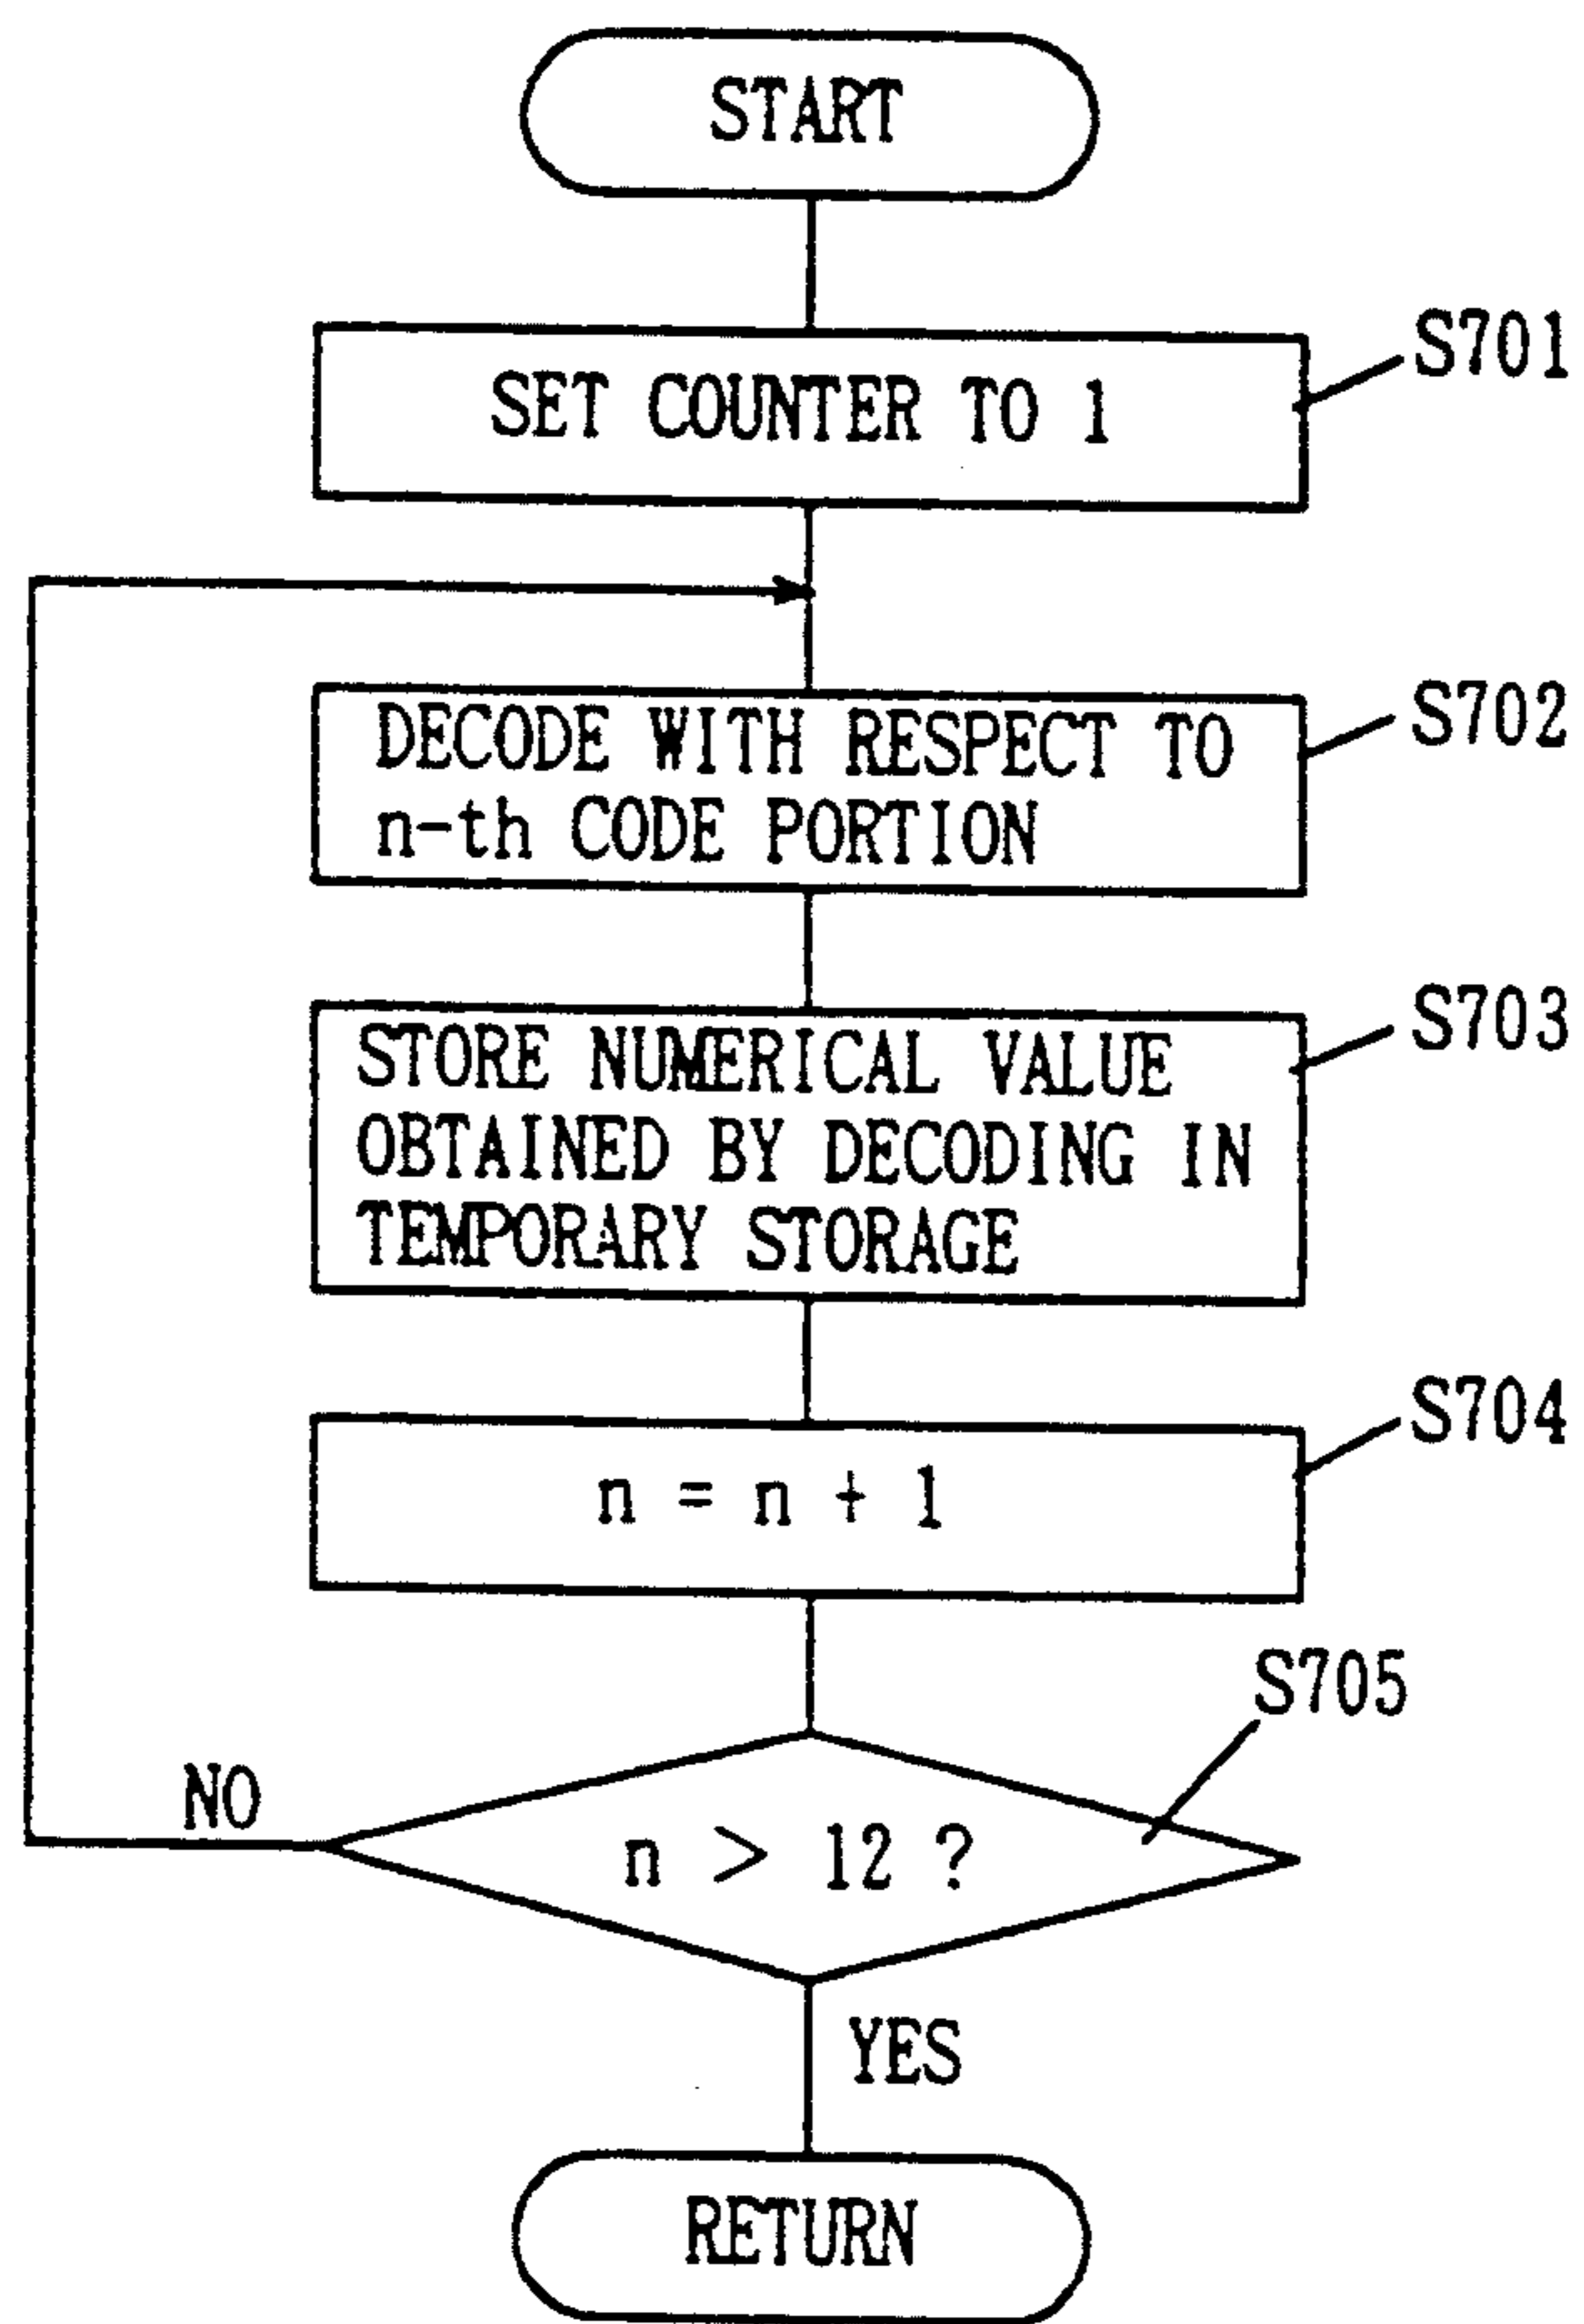 START
S701
SET COUNTER TO 1
S702
DECODE WITH RESPECT TO
n-th CODE PORTION
S703
STORE NUMERICAL VALUE
OBTAINED BY DECODING IN
TEMPORARY STORAGE
S704
n = n + 1
S705
NO
n > 12 ?
YES
RETURN